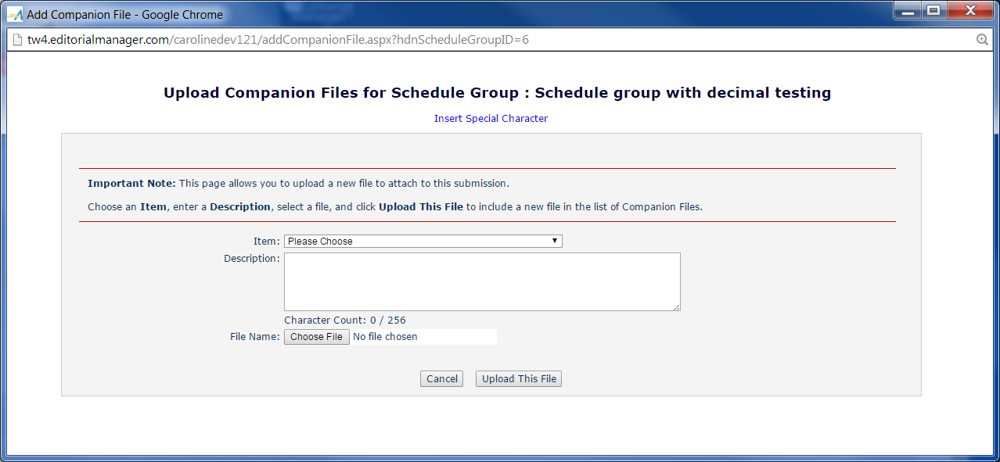 Add Companion File - Google Chrome
tw4.editorialmanager.com/carolinedev121/addCompanionFile.aspx?hdnScheduleGroupID=6
Upload Companion Files for Schedule Group : Schedule group with decimal testing
Insert Special Character
Important Note: This page allows you to upload a new file to attach to this submission.
Choose an Item, enter a Description, select a file, and click Upload This File to include a new file in the list of Companion Files.
Item: Please Choose
Description:
Character Count: 0 / 256
File Name: Choose File No file chosen
Cancel Upload This File